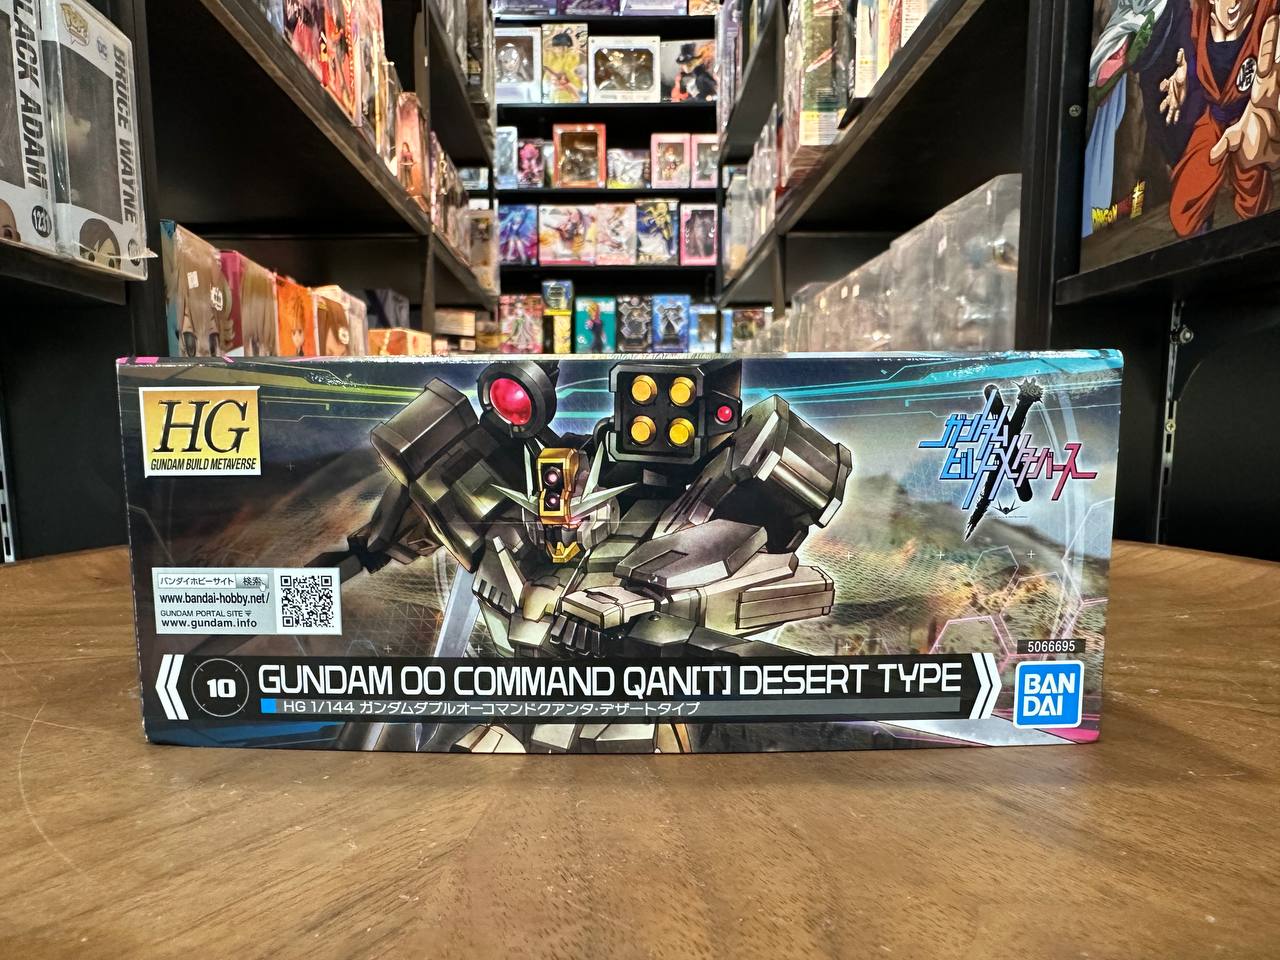 BLACK ADAM
1231
BRUCE WAYNE
DRAGON
HG
GUNDAM BUILD METAVERSE
ガンダム
ビルドメタバース
バンダイホビーサイト 検索
www.bandai-hobby.net/
GUNDAM PORTAL SITE
www.gundam.info
5066695
10 GUNDAM OO COMMAND QAN[T] DESERT TYPE
HG 1/144 ガンダムダブルオーコマンドクアンタ・デザートタイプ
BAN
DAI